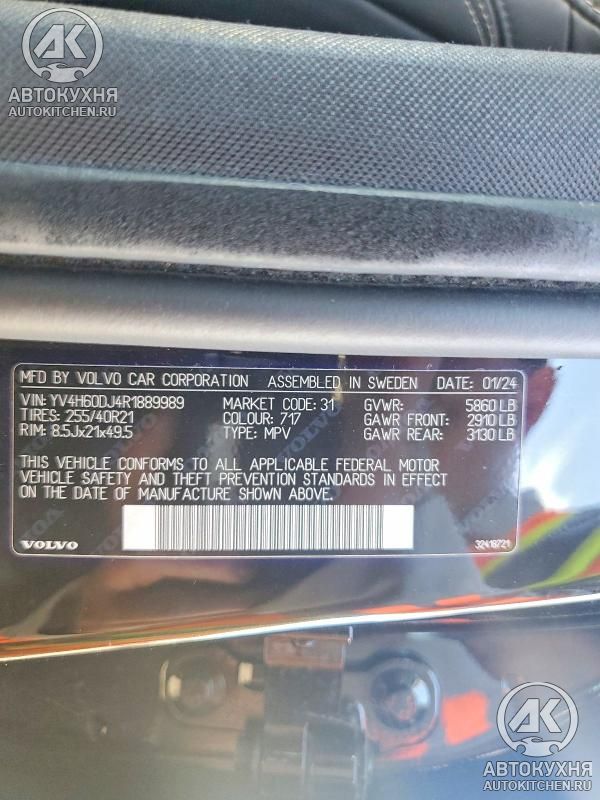 АК
АВТОКУХНЯ
AUTOKITCHEN.RU
MFD BY VOLVO CAR CORPORATION ASSEMBLED IN SWEDEN DATE: 01/24
VIN: YV4H60DJ4R1889989 MARKET CODE: 31 GVWR: 5860 LB
TIRES: 255/40R21 COLOUR: 717 GAWR FRONT: 2910 LB
RIM: 8.5Jx21x49.5 TYPE: MPV GAWR REAR: 3130 LB
THIS VEHICLE CONFORMS TO ALL APPLICABLE FEDERAL MOTOR
VEHICLE SAFETY AND THEFT PREVENTION STANDARDS IN EFFECT
ON THE DATE OF MANUFACTURE SHOWN ABOVE.
VOLVO 32418721
АК
АВТОКУХНЯ
AUTOKITCHEN.RU